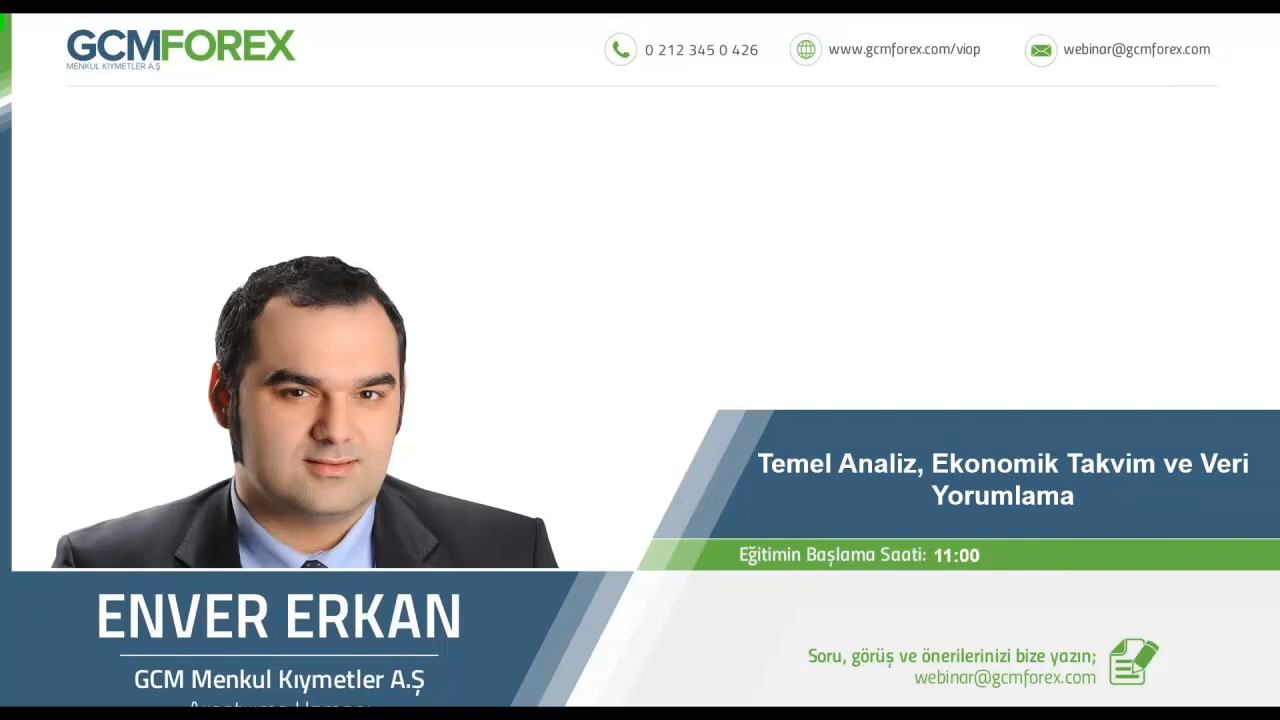 GCMFOREX
MENKUL KIYMETLER A.Ş
0 212 345 0 426
www.gcmforex.com/viop
webinar@gcmforex.com
Temel Analiz, Ekonomik Takvim ve Veri
Yorumlama
Eğitimin Başlama Saati: 11:00
ENVER ERKAN
GCM Menkul Kıymetler A.Ş
Soru, görüş ve önerilerinizi bize yazın;
webinar@gcmforex.com